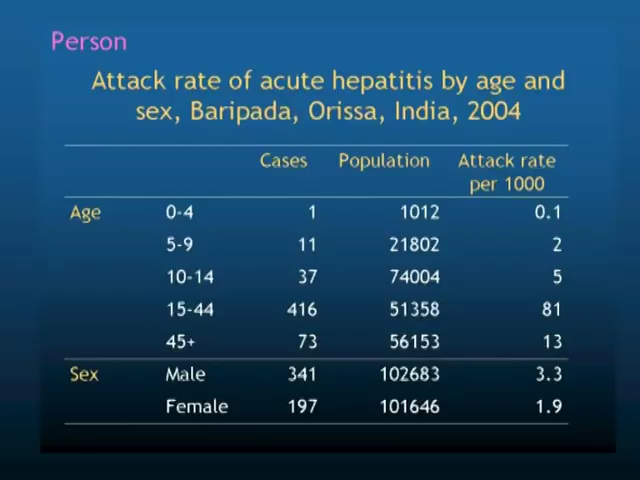 Person
Attack rate of acute hepatitis by age and
sex, Baripada, Orissa, India, 2004
Cases Population Attack rate
per 1000
Age 0-4 1 1012 0.1
5-9 11 21802 2
10-14 37 74004 5
15-44 416 51358 81
45+ 73 56153 13
Sex Male 341 102683 3.3
Female 197 101646 1.9